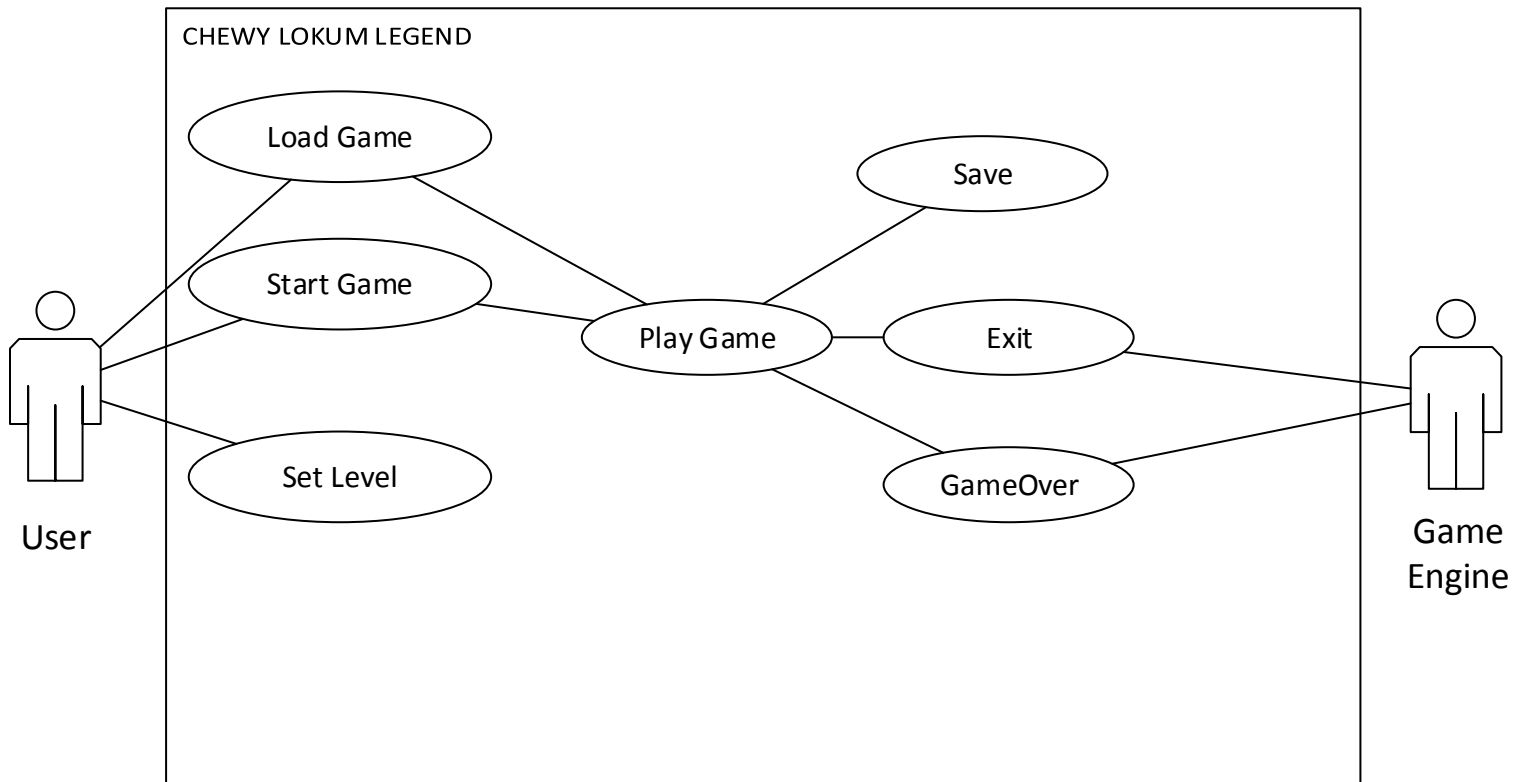 CHEWY LOKUM LEGEND
Load Game
Save
Start Game
Play Game
Exit
Set Level
GameOver
User
Game
Engine